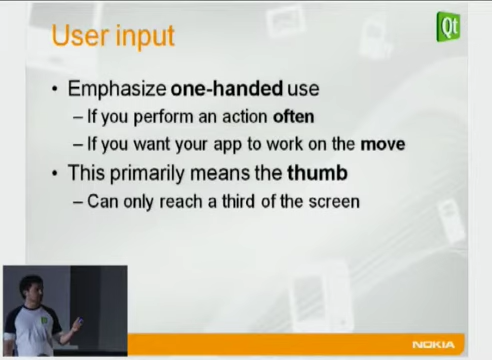 User input
Qt
• Emphasize one-handed use
– If you perform an action often
– If you want your app to work on the move
• This primarily means the thumb
– Can only reach a third of the screen
NOKIA